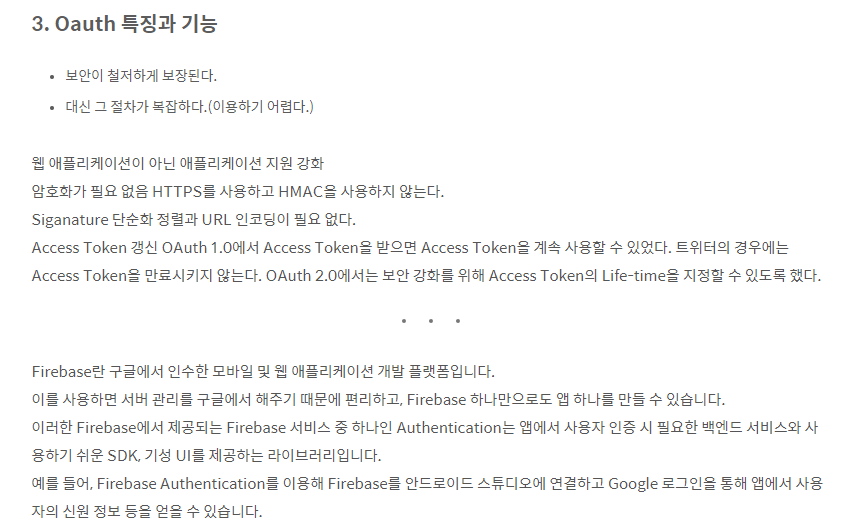 3. Oauth 특징과 기능
• 보안이 철저하게 보장된다.
• 대신 그 절차가 복잡하다.(이용하기 어렵다.)
웹 애플리케이션이 아닌 애플리케이션 지원 강화
암호화가 필요 없음 HTTPS를 사용하고 HMAC을 사용하지 않는다.
Siganature 단순화 정렬과 URL 인코딩이 필요 없다.
Access Token 갱신 OAuth 1.0에서 Access Token을 받으면 Access Token을 계속 사용할 수 있었다. 트위터의 경우에는
Access Token을 만료시키지 않는다. OAuth 2.0에서는 보안 강화를 위해 Access Token의 Life-time을 지정할 수 있도록 했다.
• • •
Firebase란 구글에서 인수한 모바일 및 웹 애플리케이션 개발 플랫폼입니다.
이를 사용하면 서버 관리를 구글에서 해주기 때문에 편리하고, Firebase 하나만으로도 앱 하나를 만들 수 있습니다.
이러한 Firebase에서 제공되는 Firebase 서비스 중 하나인 Authentication는 앱에서 사용자 인증 시 필요한 백엔드 서비스와 사
용하기 쉬운 SDK, 기성 UI를 제공하는 라이브러리입니다.
예를 들어, Firebase Authentication를 이용해 Firebase를 안드로이드 스튜디오에 연결하고 Google 로그인을 통해 앱에서 사용
자의 신원 정보 등을 얻을 수 있습니다.